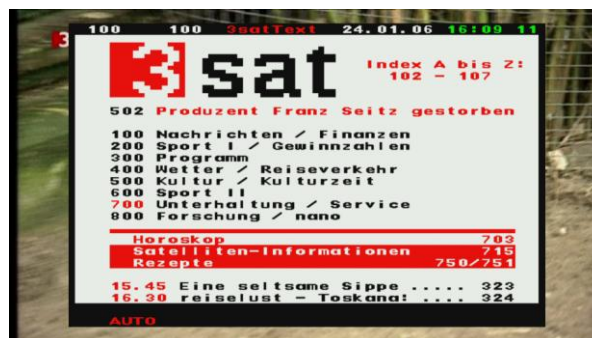 100 100 3satText 24.01.06 16:09 11
3
3sat
Index A bis Z:
102 - 107
502 Produzent Franz Seitz gestorben
100 Nachrichten / Finanzen
200 Sport I / Gewinnzahlen
300 Programm
400 Wetter / Reiseverkehr
500 Kultur / Kulturzeit
600 Sport II
700 Unterhaltung / Service
800 Forschung / nano
Horoskop 703
Satelliten-Informationen 715
Rezepte 750/751
15.45 Eine seltsame Sippe ..... 323
16.30 reiselust - Toskana: .... 324
AUTO